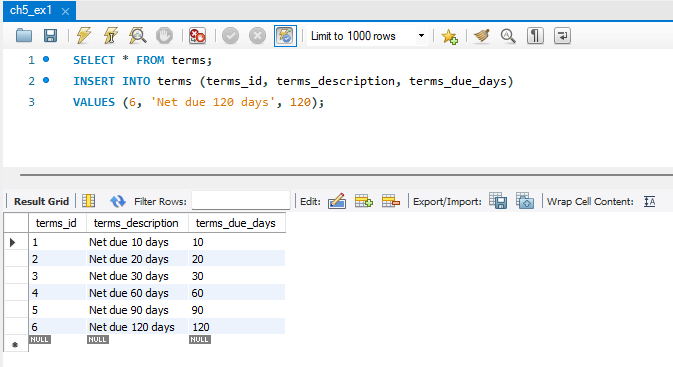 ch5_ex1
Limit to 1000 rows
1 SELECT * FROM terms;
2 INSERT INTO terms (terms_id, terms_description, terms_due_days)
3 VALUES (6, 'Net due 120 days', 120);
Result Grid Filter Rows: Edit: Export/Import: Wrap Cell Content: IA
terms_id terms_description terms_due_days
1 Net due 10 days 10
2 Net due 20 days 20
3 Net due 30 days 30
4 Net due 60 days 60
5 Net due 90 days 90
6 Net due 120 days 120
NULL NULL NULL